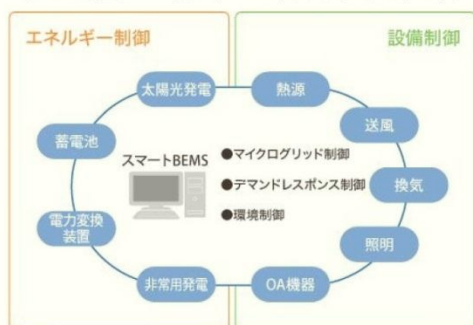 エネルギー制御
設備制御
太陽光発電
熱源
蓄電池
送風
スマートBEMS
●マイクログリッド制御
●デマンドレスポンス制御
●環境制御
換気
電力変換
装置
照明
非常用発電
OA機器